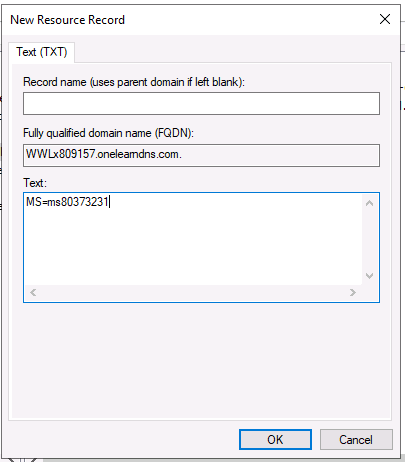 New Resource Record
Text (TXT)
Record name (uses parent domain if left blank):
Fully qualified domain name (FQDN):
WWLx809157.onelearndns.com.
Text:
MS=ms80373231
OK
Cancel